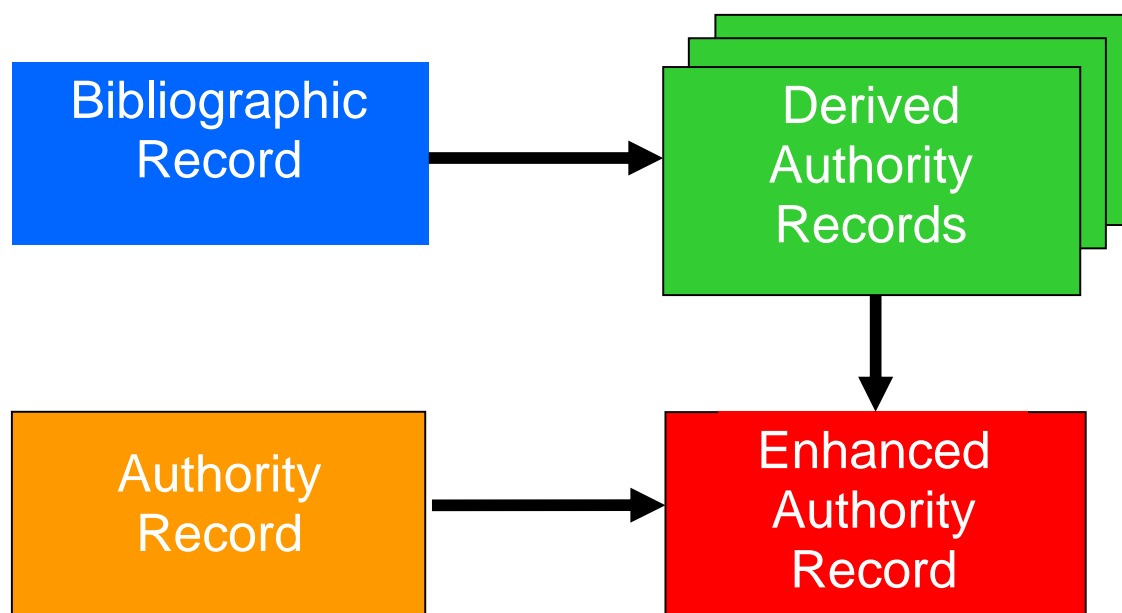 Bibliographic
Record
Derived
Authority
Records
Authority
Record
Enhanced
Authority
Record